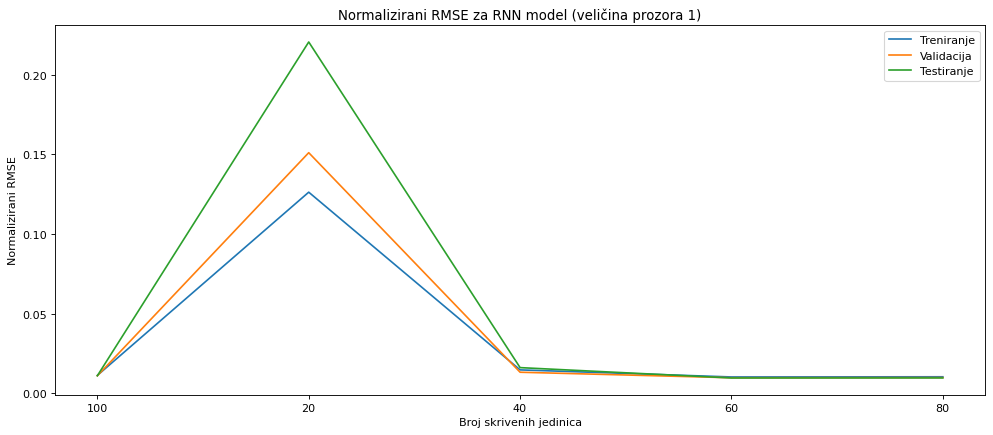 Normalizirani RMSE za RNN model (veličina prozora 1)
Treniranje
Validacija
Testiranje
Normalizirani RMSE
0.20
0.15
0.10
0.05
0.00
100 20 40 60 80
Broj skrivenih jedinica